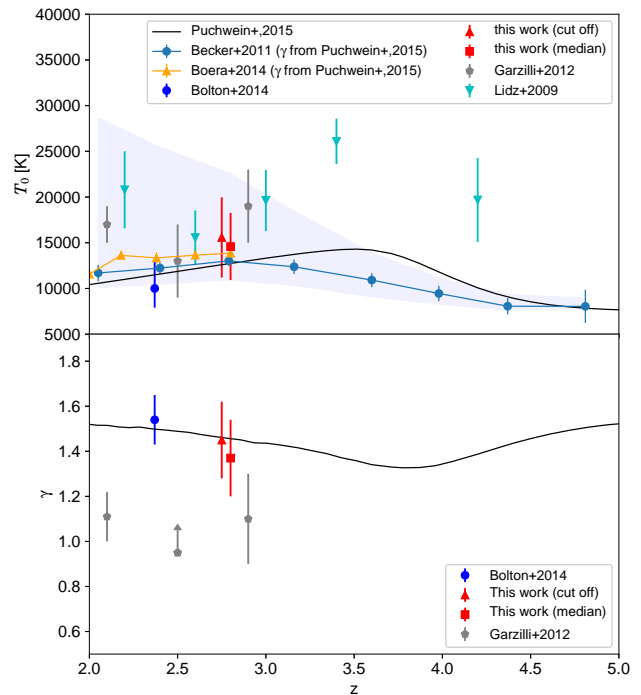 Puchwein+,2015
Becker+2011 (γ from Puchwein+,2015)
Boera+2014 (γ from Puchwein+,2015)
Bolton+2014
this work (cut off)
this work (median)
Garzilli+2012
Lidz+2009
40000
35000
30000
25000
20000
15000
10000
5000
T₀ [K]
1.8
1.6
1.4
1.2
1.0
0.8
0.6
γ
Bolton+2014
This work (cut off)
This work (median)
Garzilli+2012
2.0 2.5 3.0 3.5 4.0 4.5 5.0
z